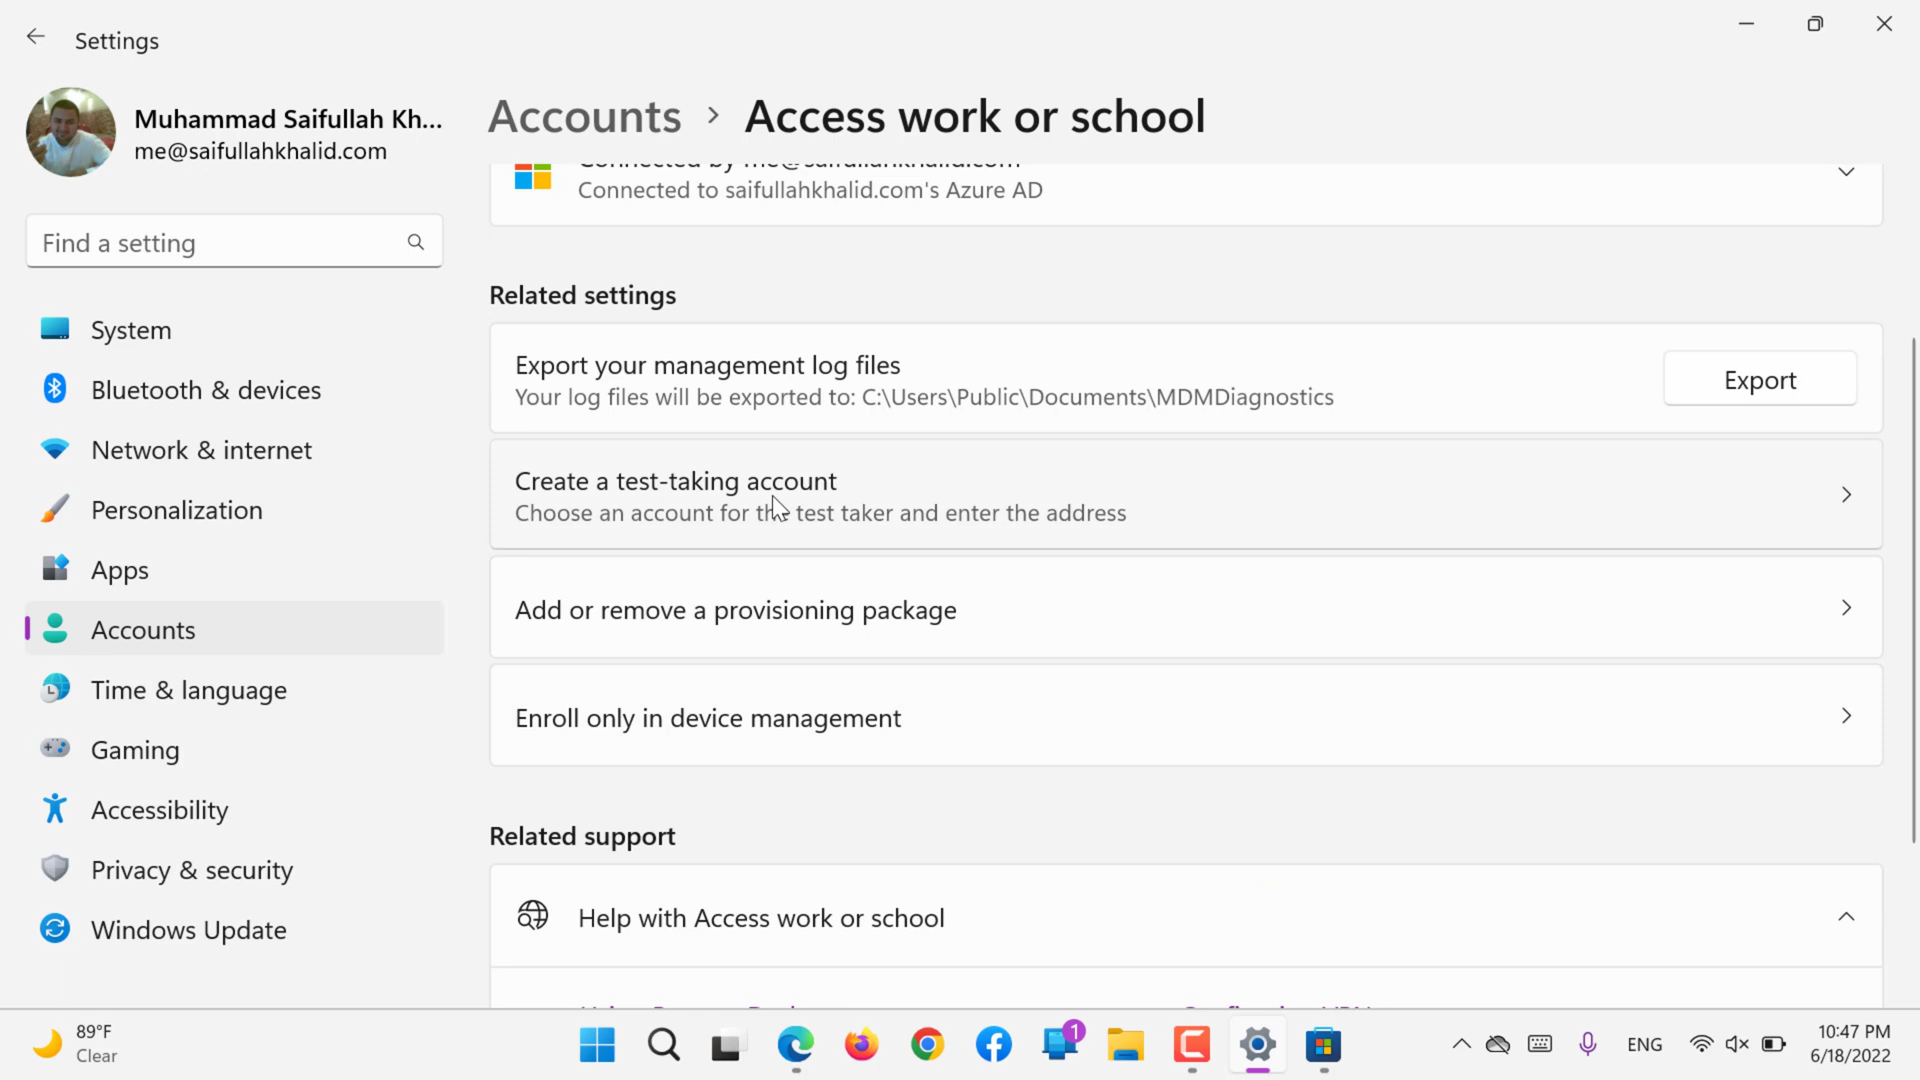 Settings
Muhammad Saifullah Kh...
me@saifullahkhalid.com
Find a setting
System
Bluetooth & devices
Network & internet
Personalization
Apps
Accounts
Time & language
Gaming
Accessibility
Privacy & security
Windows Update
Accounts > Access work or school
Connected by me@saifullahkhalid.com
Connected to saifullahkhalid.com's Azure AD
Related settings
Export your management log files
Your log files will be exported to: C:\Users\Public\Documents\MDMDiagnostics
Export
Create a test-taking account
Choose an account for the test taker and enter the address
Add or remove a provisioning package
Enroll only in device management
Related support
Help with Access work or school
89°F
Clear
1
ENG
10:47 PM
6/18/2022